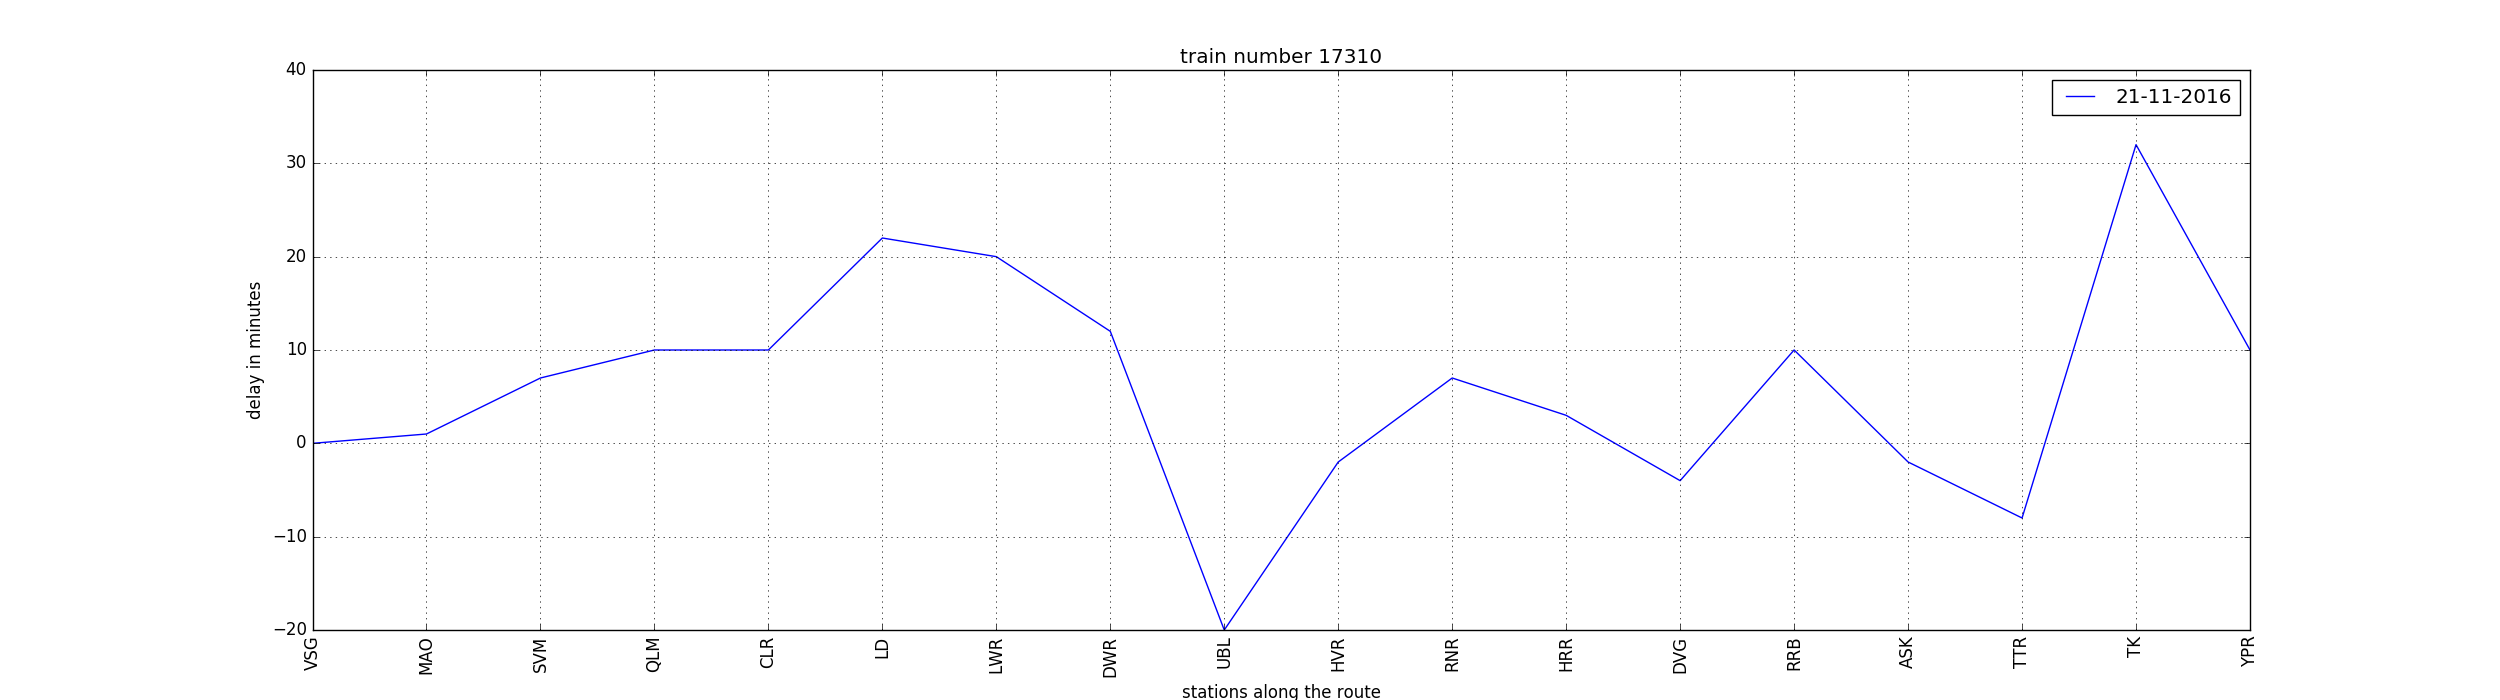 train number 17310
21-11-2016
40
30
20
10
0
−10
−20
delay in minutes
VSG MAO SVM QLM CLR LD LWR DWR UBL HVR RNR HRR DVG RRB ASK TTR TK YPR
stations along the route